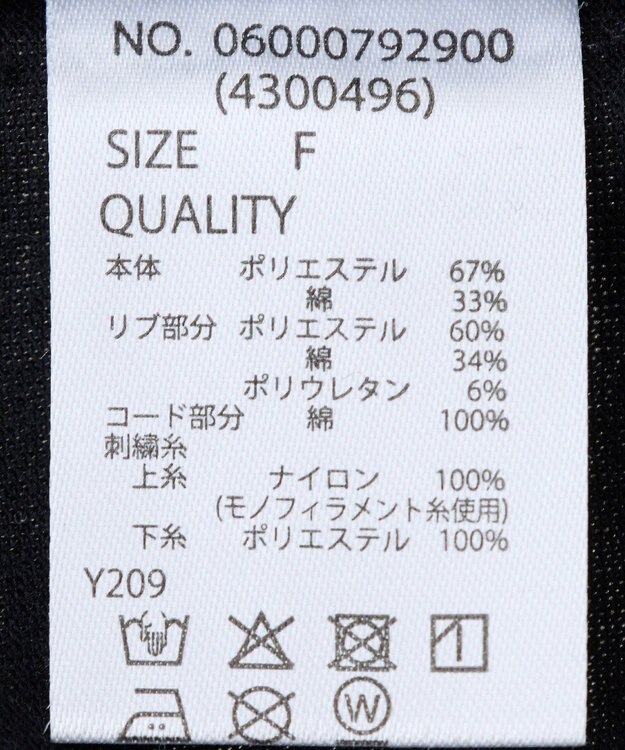 NO. 06000792900
(4300496)
SIZE F
QUALITY
本体 ポリエステル 67%
綿 33%
リブ部分 ポリエステル 60%
綿 34%
ポリウレタン 6%
コード部分 綿 100%
刺繍糸
上糸 ナイロン 100%
(モノフィラメント糸使用)
下糸 ポリエステル 100%
Y209
W